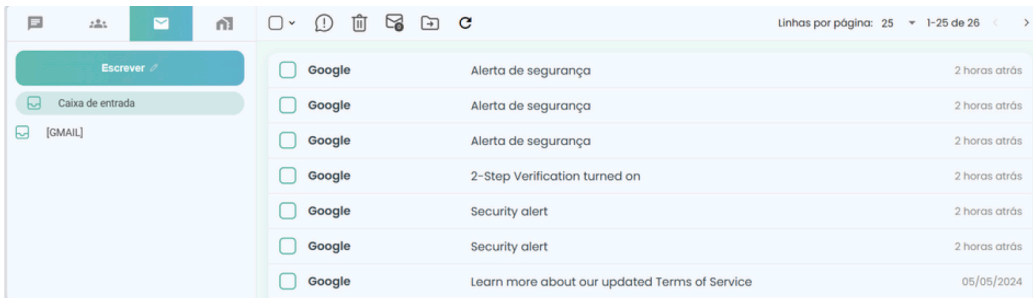 Linhas por página: 25 1-25 de 26
Escrever
Caixa de entrada
[GMAIL]
Google Alerta de segurança 2 horas atrás
Google Alerta de segurança 2 horas atrás
Google Alerta de segurança 2 horas atrás
Google 2-Step Verification turned on 2 horas atrás
Google Security alert 2 horas atrás
Google Security alert 2 horas atrás
Google Learn more about our updated Terms of Service 05/05/2024